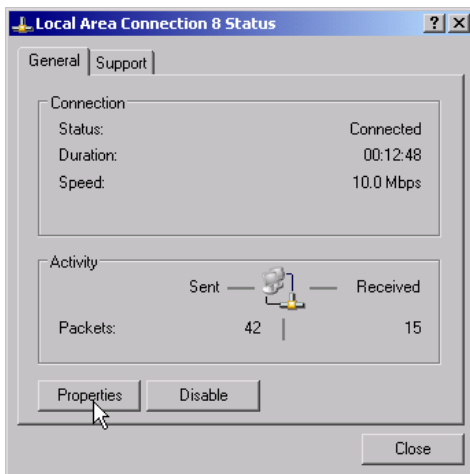 Local Area Connection 8 Status
General Support
Connection
Status: Connected
Duration: 00:12:48
Speed: 10.0 Mbps
Activity
Sent Received
Packets: 42 15
Properties Disable
Close